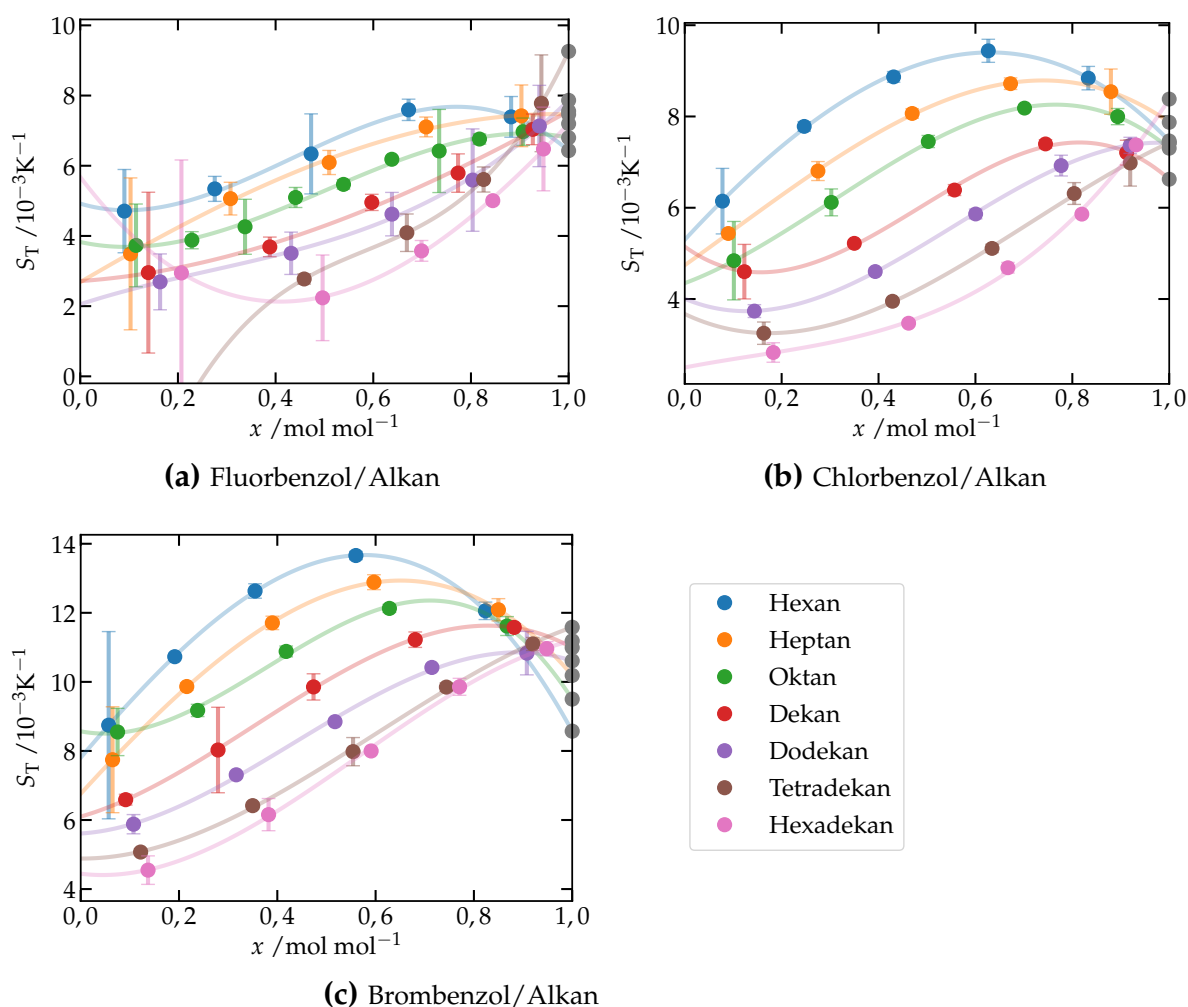 10
8
6
4
2
0
S_T /10⁻³K⁻¹
0,0 0,2 0,4 0,6 0,8 1,0
x /mol mol⁻¹
(a) Fluorbenzol/Alkan
10
8
6
4
S_T /10⁻³K⁻¹
0,0 0,2 0,4 0,6 0,8 1,0
x /mol mol⁻¹
(b) Chlorbenzol/Alkan
14
12
10
8
6
4
S_T /10⁻³K⁻¹
0,0 0,2 0,4 0,6 0,8 1,0
x /mol mol⁻¹
(c) Brombenzol/Alkan
Hexan
Heptan
Oktan
Dekan
Dodekan
Tetradekan
Hexadekan